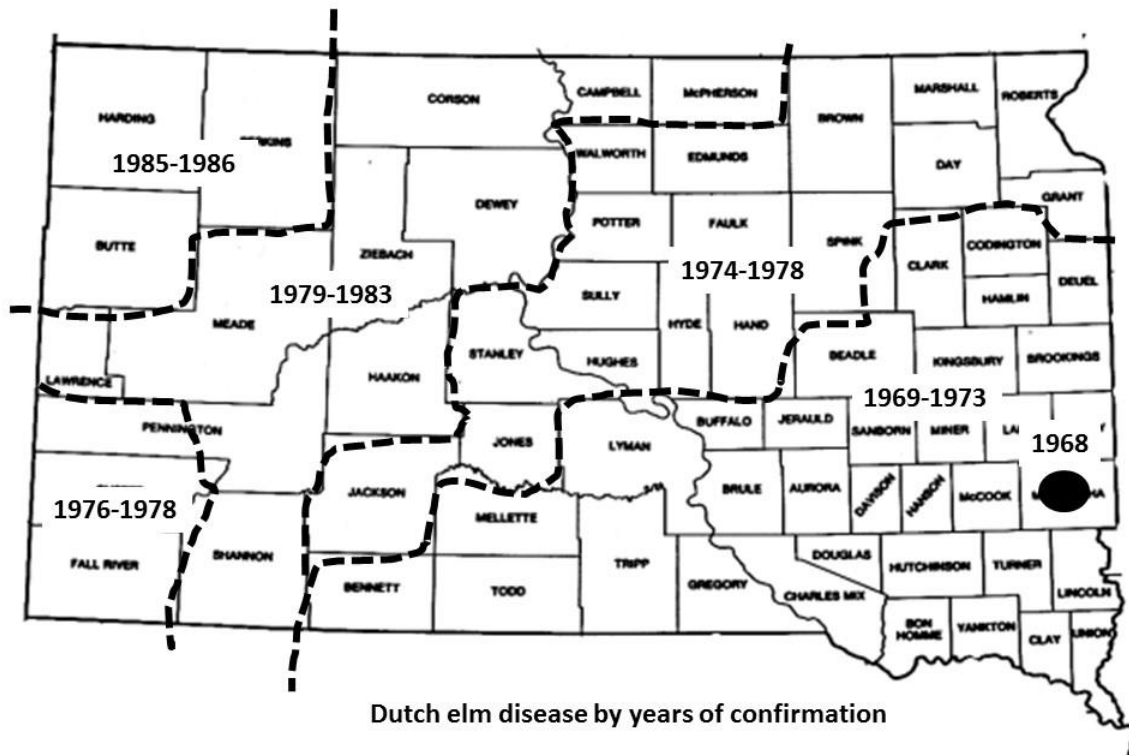 CAMPBELL
McPHERSON
MARSHALL
ROBERTS
CORSON
HARDING
BROWN
1985-1986
WALWORTH
EDMUNDS
DAY
GRANT
DEWEY
POTTER
FAULK
BUTTE
SPINK
CODINGTON
ZIEBACH
CLARK
1974-1978
DEUEL
1979-1983
SULLY
HAMLIN
MEADE
HYDE
HAND
STANLEY
BEADLE
HUGHES
KINGSBURY
BROOKINGS
HAAKON
LAWRENCE
1969-1973
BUFFALO
JERAULD
PENNINGTON
JONES
LYMAN
SANBORN
MINER
1968
JACKSON
BRULE
AURORA
DAVISON
HANSON
McCOOK
1976-1978
MELLETTE
SHANNON
FALL RIVER
DOUGLAS
HUTCHINSON
TURNER
TRIPP
BENNETT
TODD
GREGORY
CHARLES MIX
LINCOLN
BON
HOMME
YANKTON
CLAY
UNION
Dutch elm disease by years of confirmation